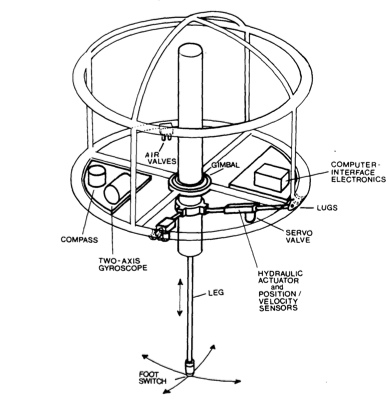 AIR
VALVES
GIMBAL
COMPUTER-
INTERFACE
ELECTRONICS
LUGS
COMPASS
SERVO
VALVE
TWO-AXIS
GYROSCOPE
HYDRAULIC
ACTUATOR
and
POSITION/
VELOCITY
SENSORS
LEG
FOOT
SWITCH